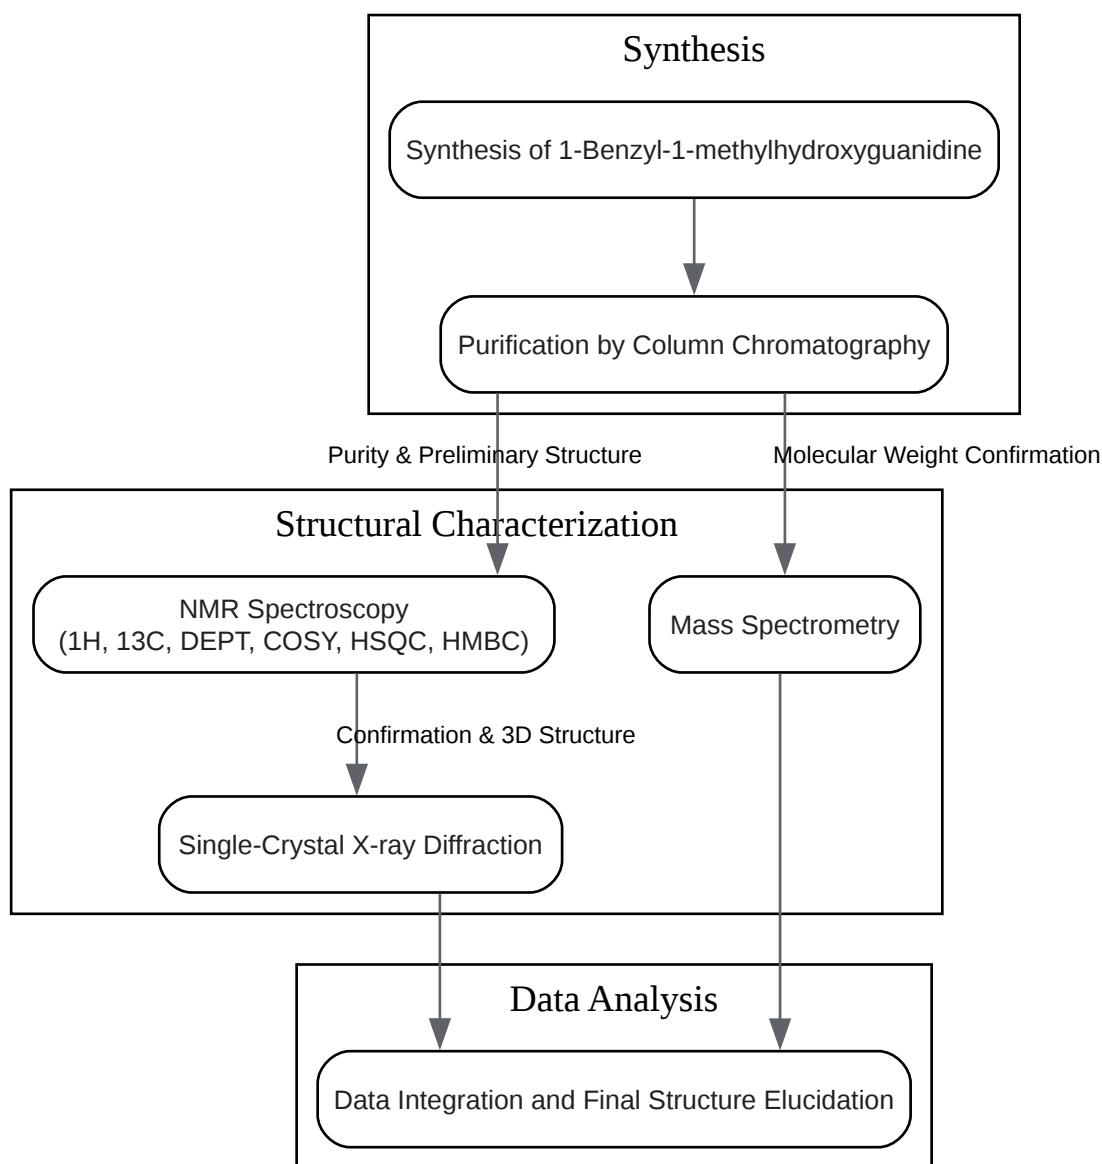 Synthesis
Synthesis of 1-Benzyl-1-methylhydroxyguanidine
Purification by Column Chromatography
Purity & Preliminary Structure
Molecular Weight Confirmation
Structural Characterization
NMR Spectroscopy
(1H, 13C, DEPT, COSY, HSQC, HMBC)
Mass Spectrometry
Confirmation & 3D Structure
Single-Crystal X-ray Diffraction
Data Analysis
Data Integration and Final Structure Elucidation